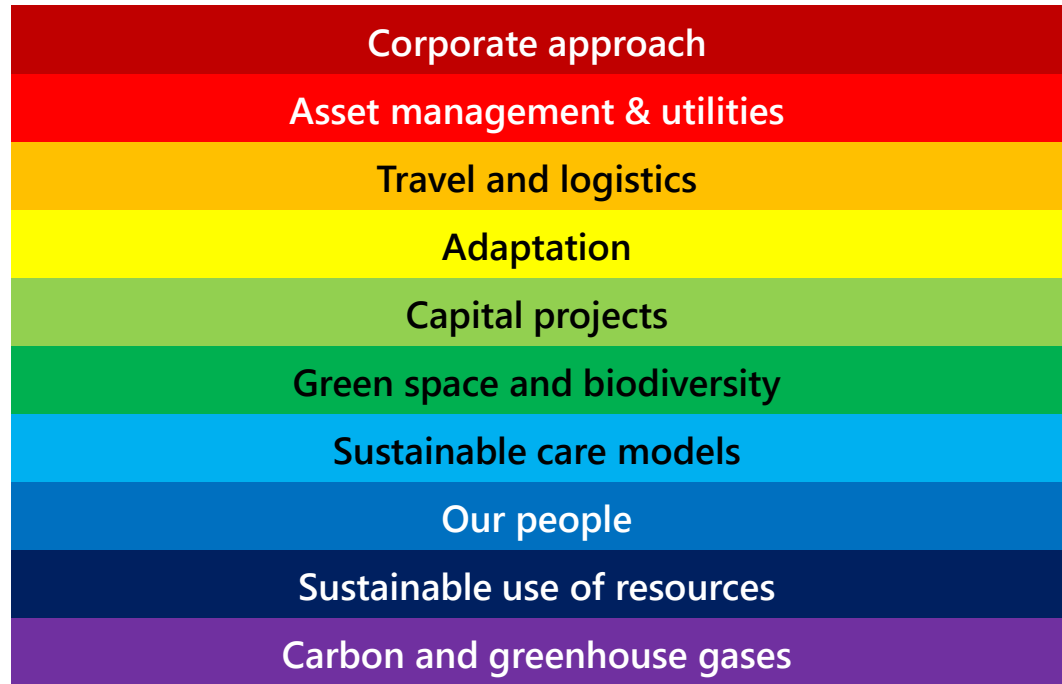 Corporate approach
Asset management & utilities
Travel and logistics
Adaptation
Capital projects
Green space and biodiversity
Sustainable care models
Our people
Sustainable use of resources
Carbon and greenhouse gases